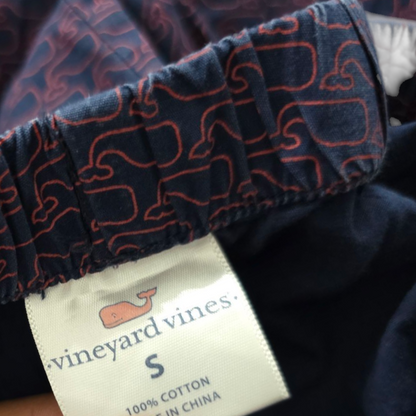 ·vineyard vines·
S
100% COTTON
IN CHINA